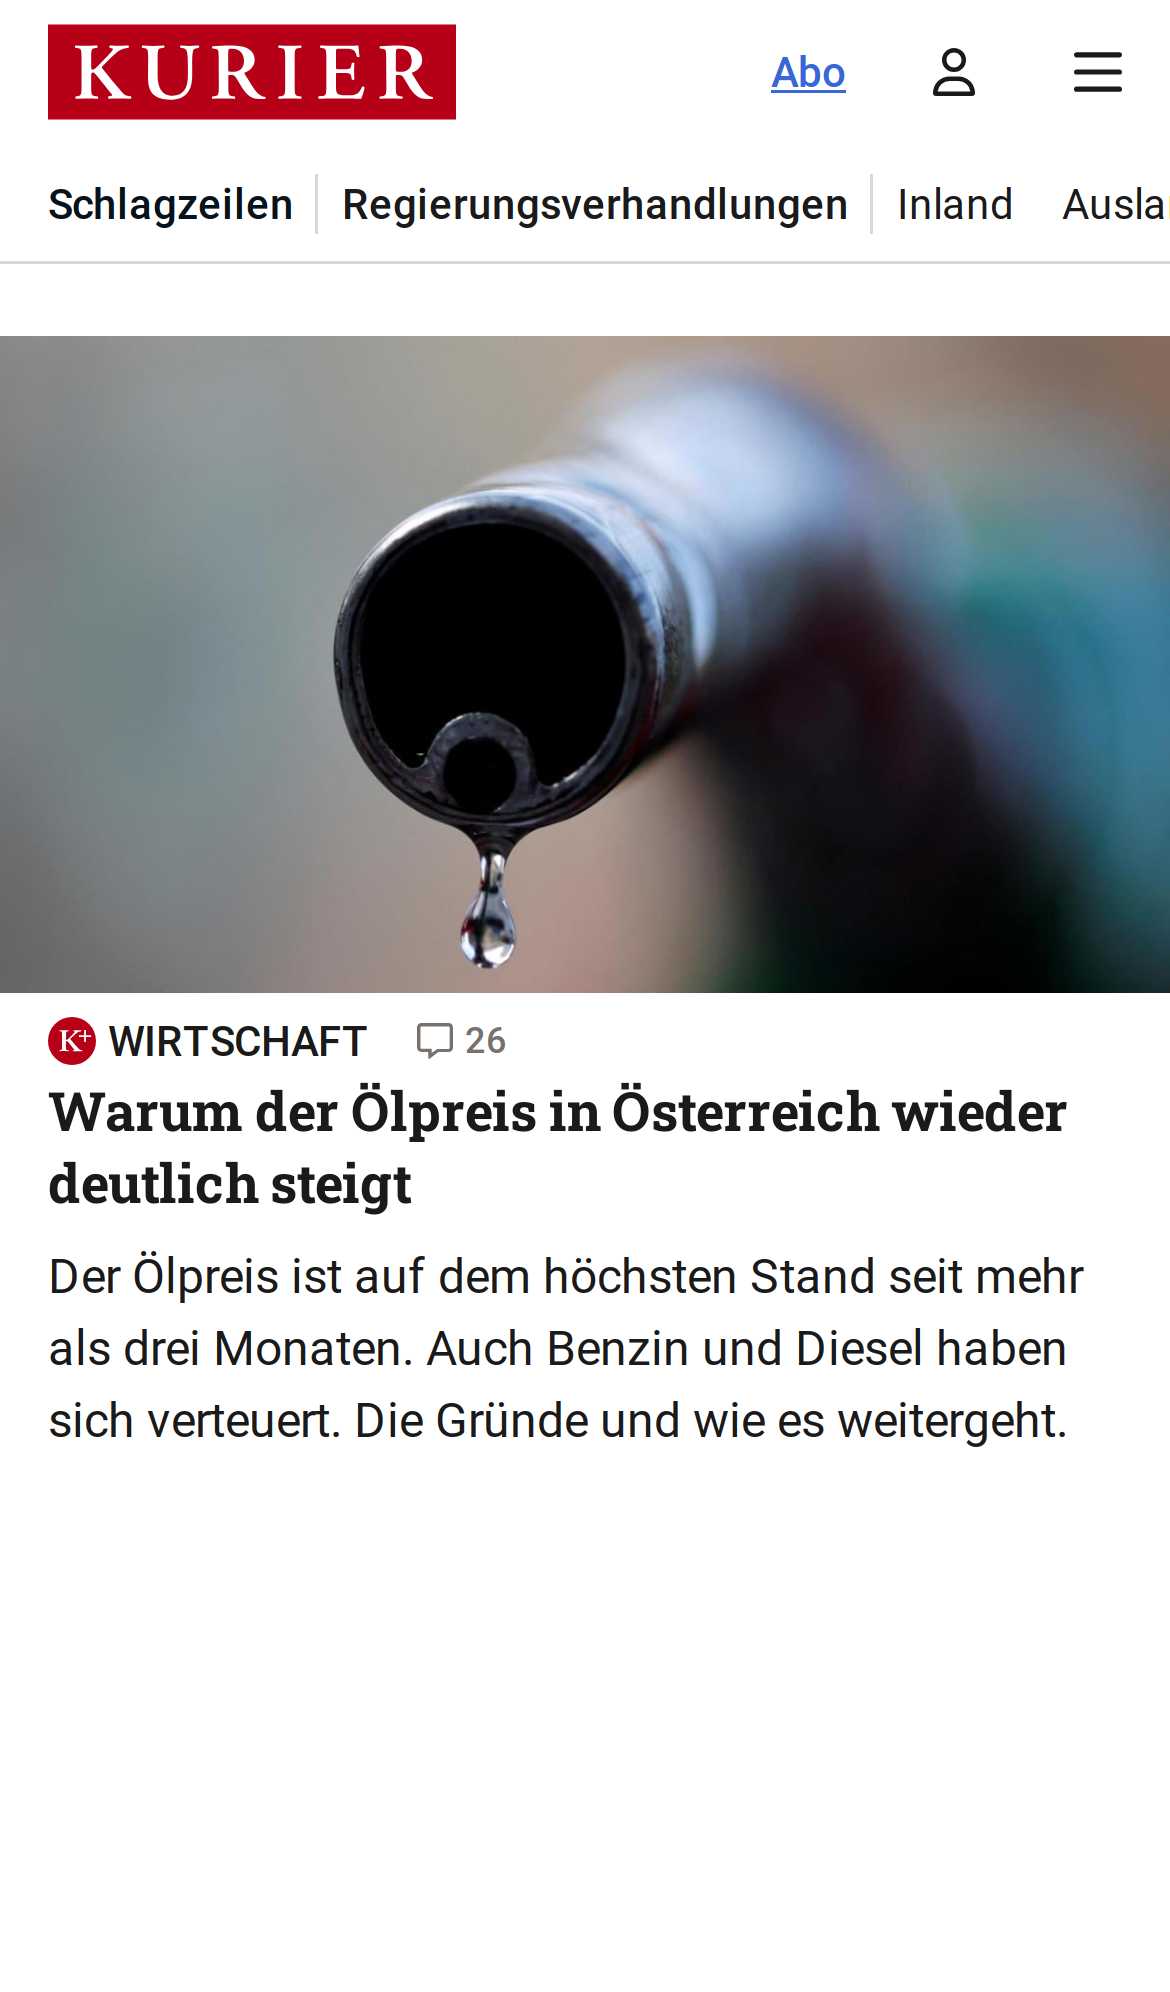 KURIER
Abo
Schlagzeilen
Regierungsverhandlungen
Inland
K+ WIRTSCHAFT
26
Warum der Ölpreis in Österreich wieder
deutlich steigt
Der Ölpreis ist auf dem höchsten Stand seit mehr
als drei Monaten. Auch Benzin und Diesel haben
sich verteuert. Die Gründe und wie es weitergeht.